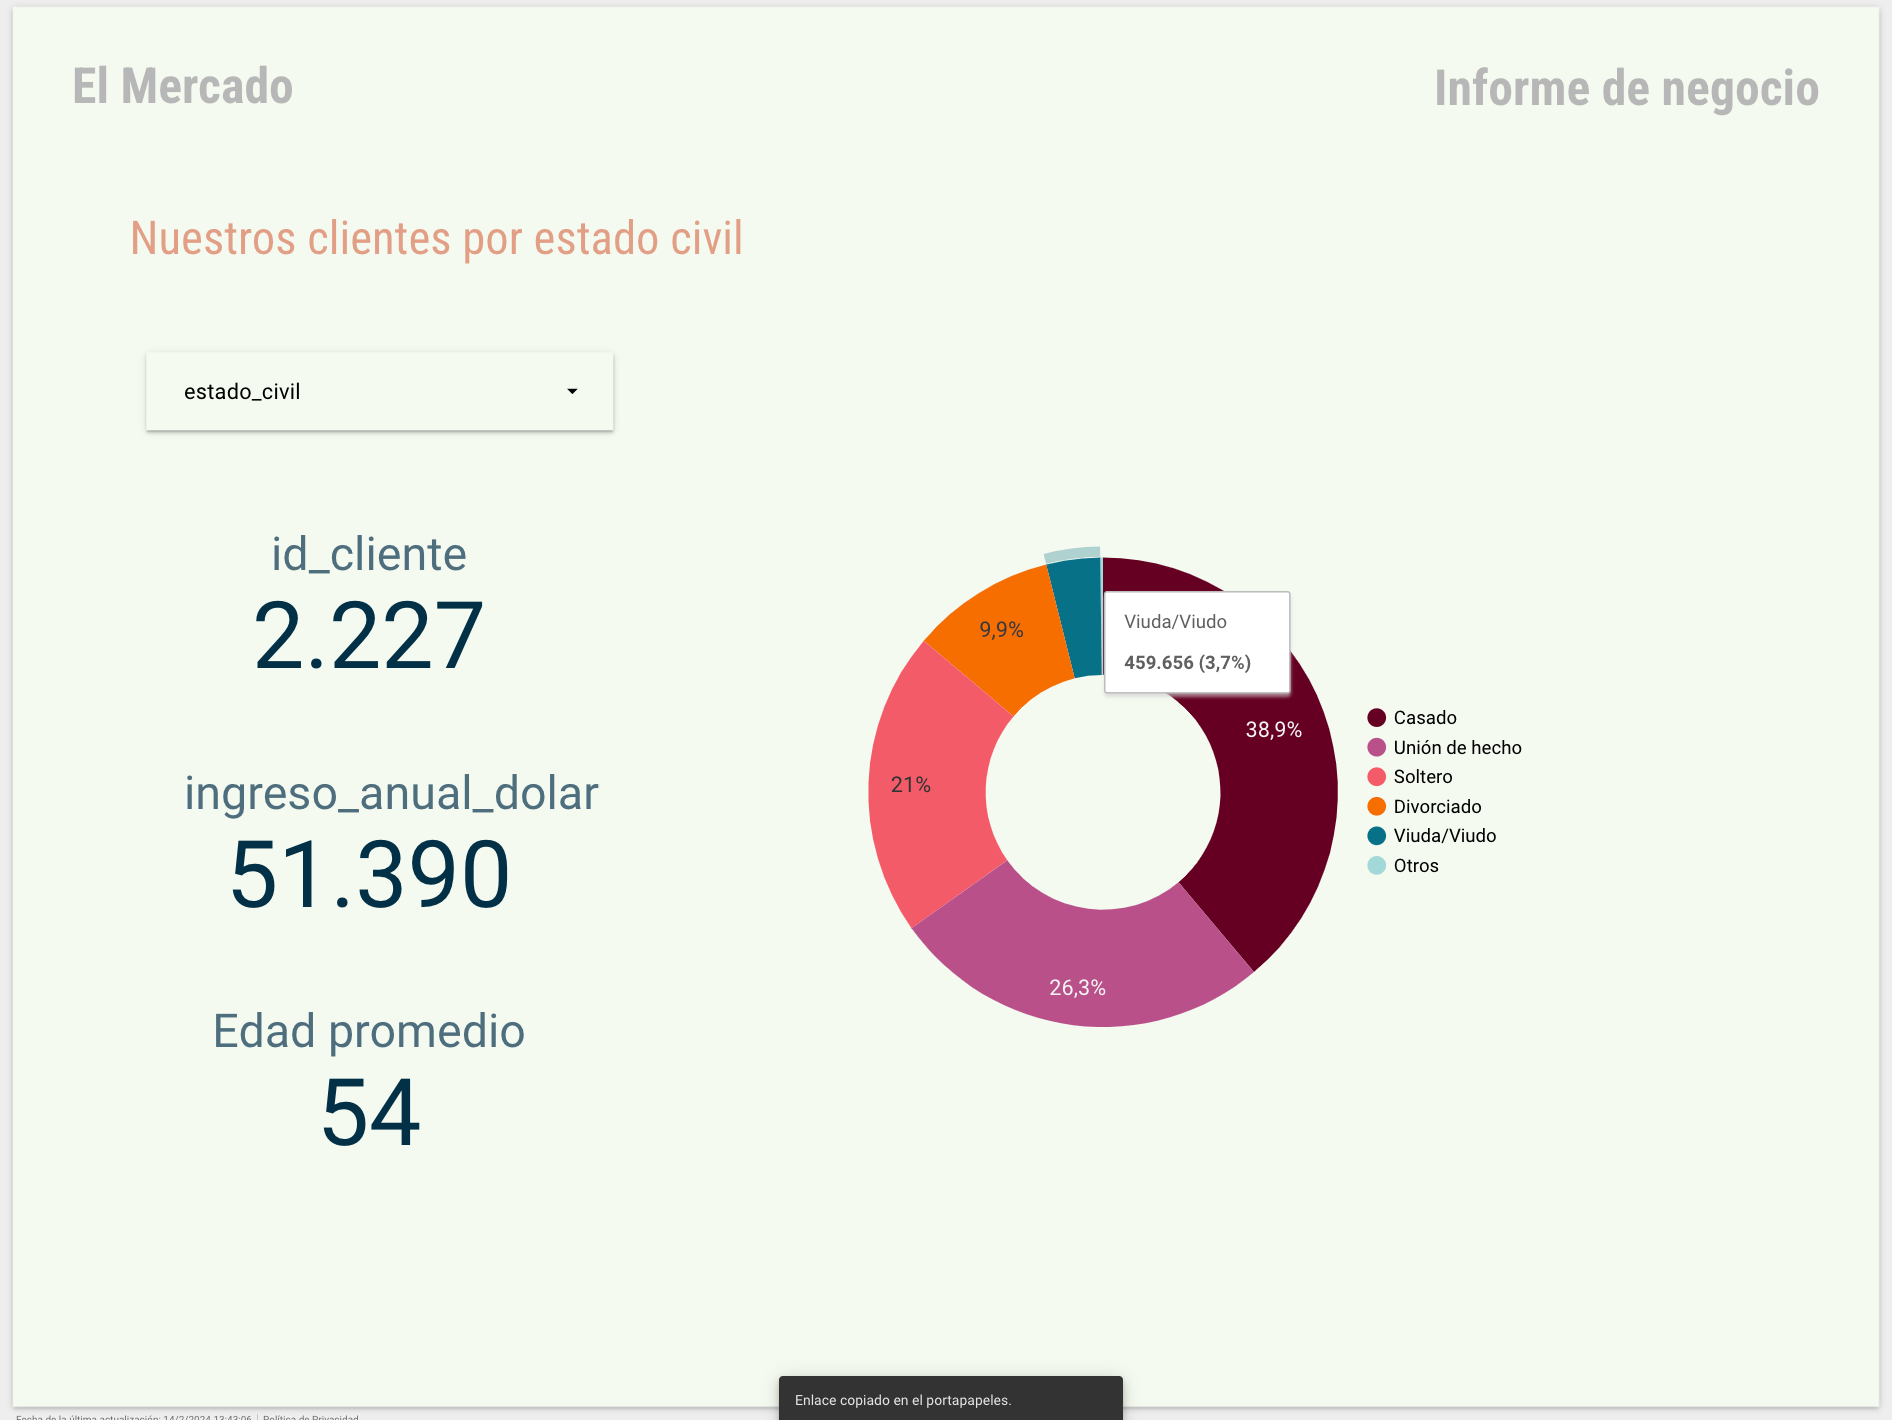 El Mercado
Informe de negocio
Nuestros clientes por estado civil
estado_civil
id_cliente
2.227
ingreso_anual_dolar
51.390
Edad promedio
54
9,9%
Viuda/Viudo
459.656 (3,7%)
38,9%
21%
26,3%
Casado
Unión de hecho
Soltero
Divorciado
Viuda/Viudo
Otros
Enlace copiado en el portapapeles.
Fecha de la última actualización: 14/2/2024 13:43:06 | Política de Privacidad